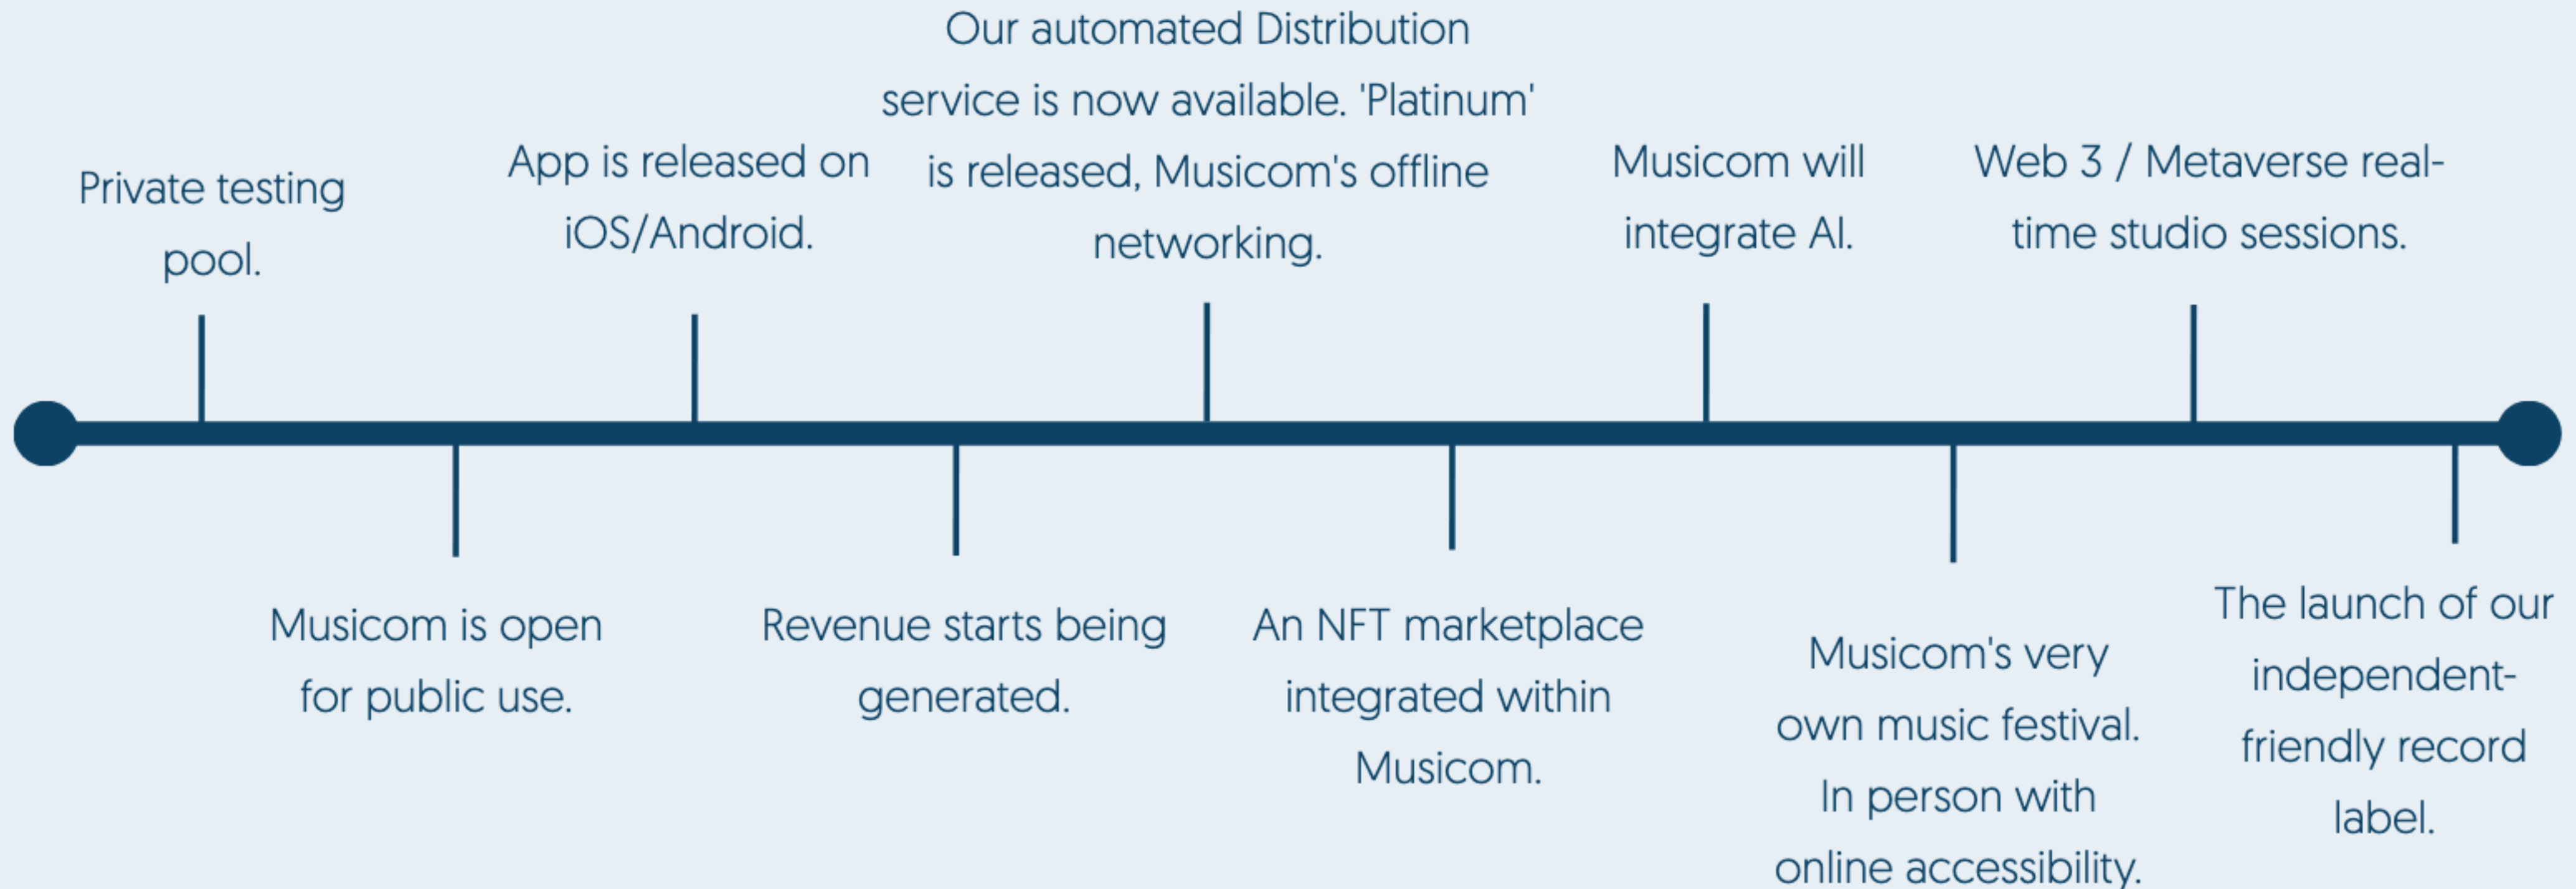 Private testing
pool.
Musicom is open
for public use.
App is released on
iOS/Android.
Revenue starts being
generated.
Our automated Distribution
service is now available. 'Platinum'
is released, Musicom's offline
networking.
An NFT marketplace
integrated within
Musicom.
Musicom will
integrate AI.
Musicom's very
own music festival.
In person with
online accessibility.
Web 3 / Metaverse real-
time studio sessions.
The launch of our
independent-
friendly record
label.